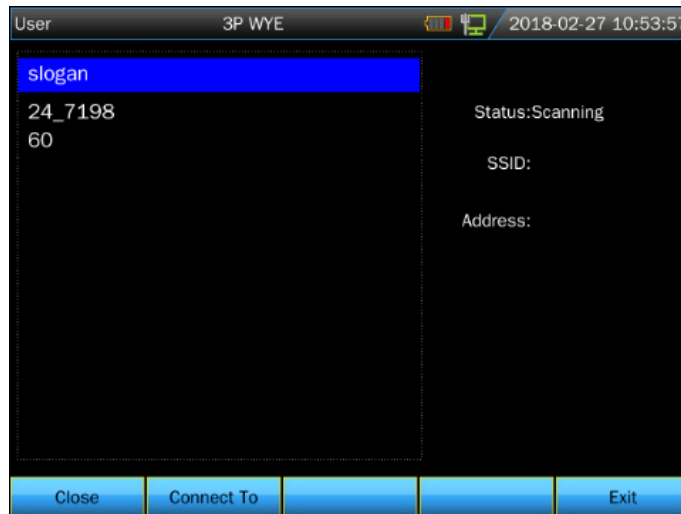 User 3P WYE 2018-02-27 10:53:57
slogan
24_7198
60
Status:Scanning
SSID:
Address:
Close Connect To Exit